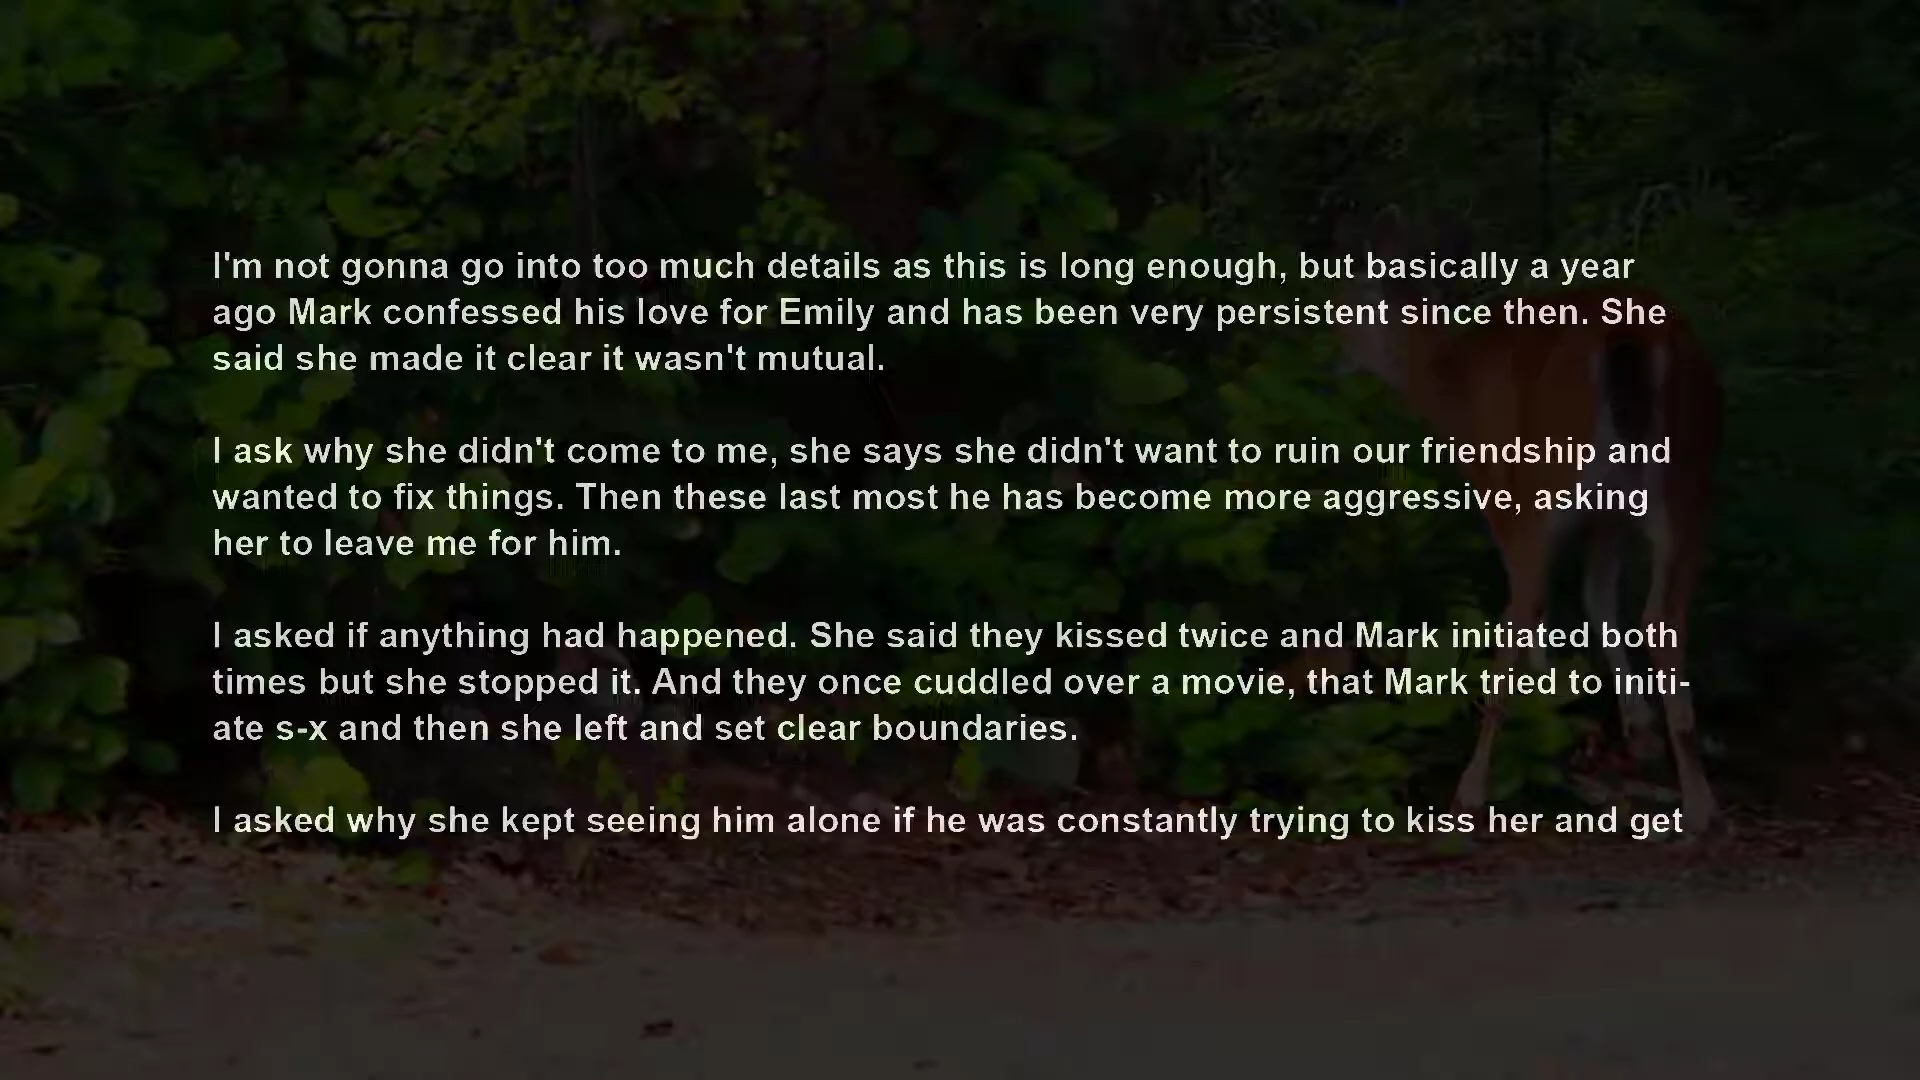 I'm not gonna go into too much details as this is long enough, but basically a year
ago Mark confessed his love for Emily and has been very persistent since then. She
said she made it clear it wasn't mutual.
I ask why she didn't come to me, she says she didn't want to ruin our friendship and
wanted to fix things. Then these last most he has become more aggressive, asking
her to leave me for him.
I asked if anything had happened. She said they kissed twice and Mark initiated both
times but she stopped it. And they once cuddled over a movie, that Mark tried to initi-
ate s-x and then she left and set clear boundaries.
I asked why she kept seeing him alone if he was constantly trying to kiss her and get